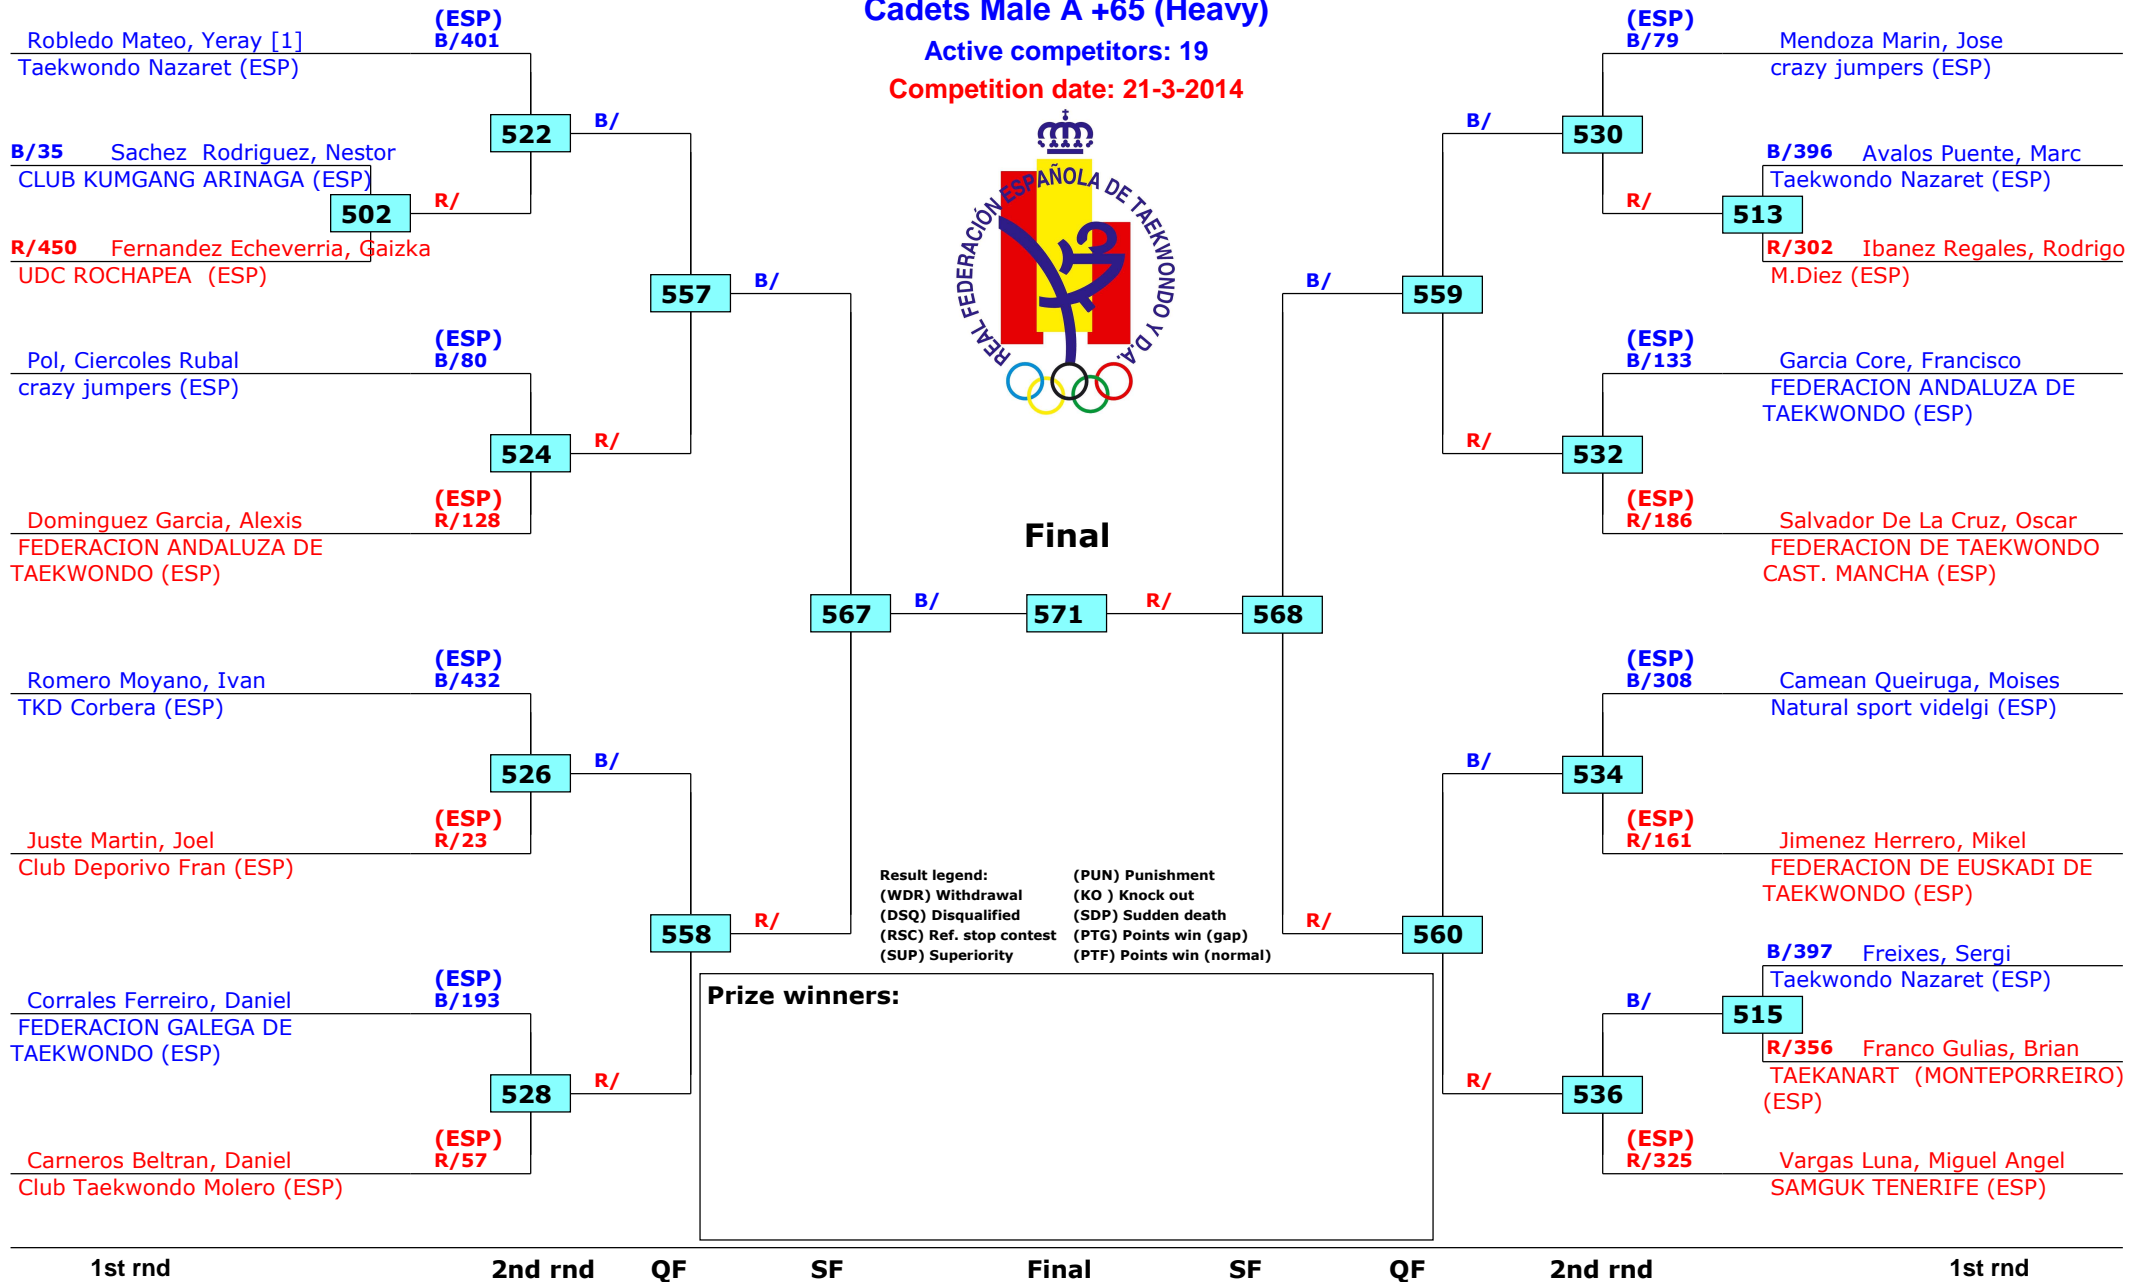 Cadets Male A +65 (Heavy)
Active competitors: 19
Competition date: 21-3-2014
REAL FEDERACIÓN ESPAÑOLA DE TAEKWONDO Y D.A.
(ESP)
Robledo Mateo, Yeray [1] B/401
Taekwondo Nazaret (ESP)
522
B/
B/35 Sachez Rodriguez, Nestor
CLUB KUMGANG ARINAGA (ESP)
502
R/
R/450 Fernandez Echeverria, Gaizka
UDC ROCHAPEA (ESP)
557
B/
(ESP)
Pol, Ciercoles Rubal B/80
crazy jumpers (ESP)
524
R/
(ESP)
Dominguez Garcia, Alexis R/128
FEDERACION ANDALUZA DE
TAEKWONDO (ESP)
567
B/
(ESP)
Romero Moyano, Ivan B/432
TKD Corbera (ESP)
526
B/
(ESP)
Juste Martin, Joel R/23
Club Deporivo Fran (ESP)
558
R/
(ESP)
Corrales Ferreiro, Daniel B/193
FEDERACION GALEGA DE
TAEKWONDO (ESP)
528
R/
(ESP)
Carneros Beltran, Daniel R/57
Club Taekwondo Molero (ESP)
Final
571
R/
568
(ESP)
B/79 Mendoza Marin, Jose
crazy jumpers (ESP)
B/
530
B/396 Avalos Puente, Marc
Taekwondo Nazaret (ESP)
R/
513
R/302 Ibanez Regales, Rodrigo
M.Diez (ESP)
B/
559
(ESP)
B/133 Garcia Core, Francisco
FEDERACION ANDALUZA DE
TAEKWONDO (ESP)
R/
532
(ESP)
R/186 Salvador De La Cruz, Oscar
FEDERACION DE TAEKWONDO
CAST. MANCHA (ESP)
(ESP)
B/308 Camean Queiruga, Moises
Natural sport videlgi (ESP)
B/
534
(ESP)
R/161 Jimenez Herrero, Mikel
FEDERACION DE EUSKADI DE
TAEKWONDO (ESP)
R/
560
B/397 Freixes, Sergi
Taekwondo Nazaret (ESP)
B/
515
R/356 Franco Gulias, Brian
TAEKANART (MONTEPORREIRO)
(ESP)
R/
536
(ESP)
R/325 Vargas Luna, Miguel Angel
SAMGUK TENERIFE (ESP)
Result legend: (PUN) Punishment
(WDR) Withdrawal (KO ) Knock out
(DSQ) Disqualified (SDP) Sudden death
(RSC) Ref. stop contest (PTG) Points win (gap)
(SUP) Superiority (PTF) Points win (normal)
Prize winners:
1st rnd 2nd rnd QF SF Final SF QF 2nd rnd 1st rnd